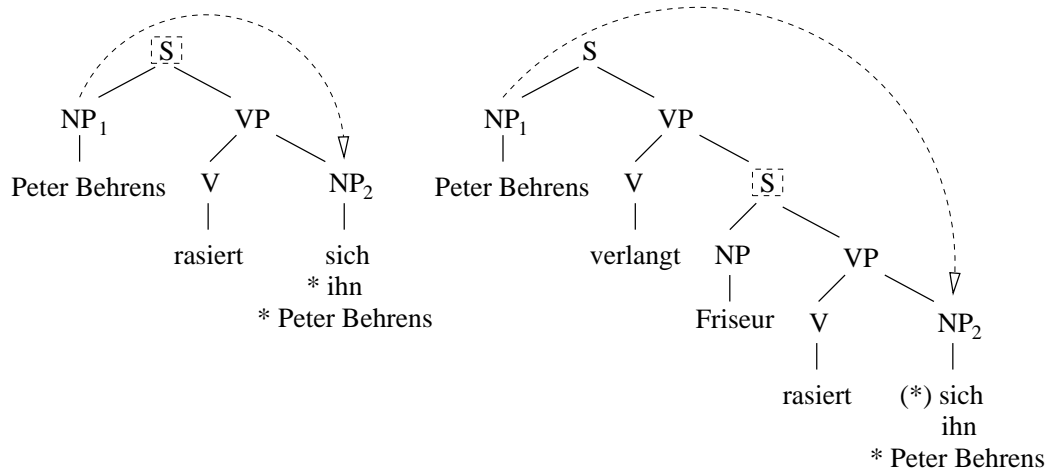 S
NP1 VP
Peter Behrens V NP2
rasiert sich
* ihn
* Peter Behrens
S
NP1 VP
Peter Behrens V S
verlangt NP VP
Friseur V NP2
rasiert (*) sich
ihn
* Peter Behrens